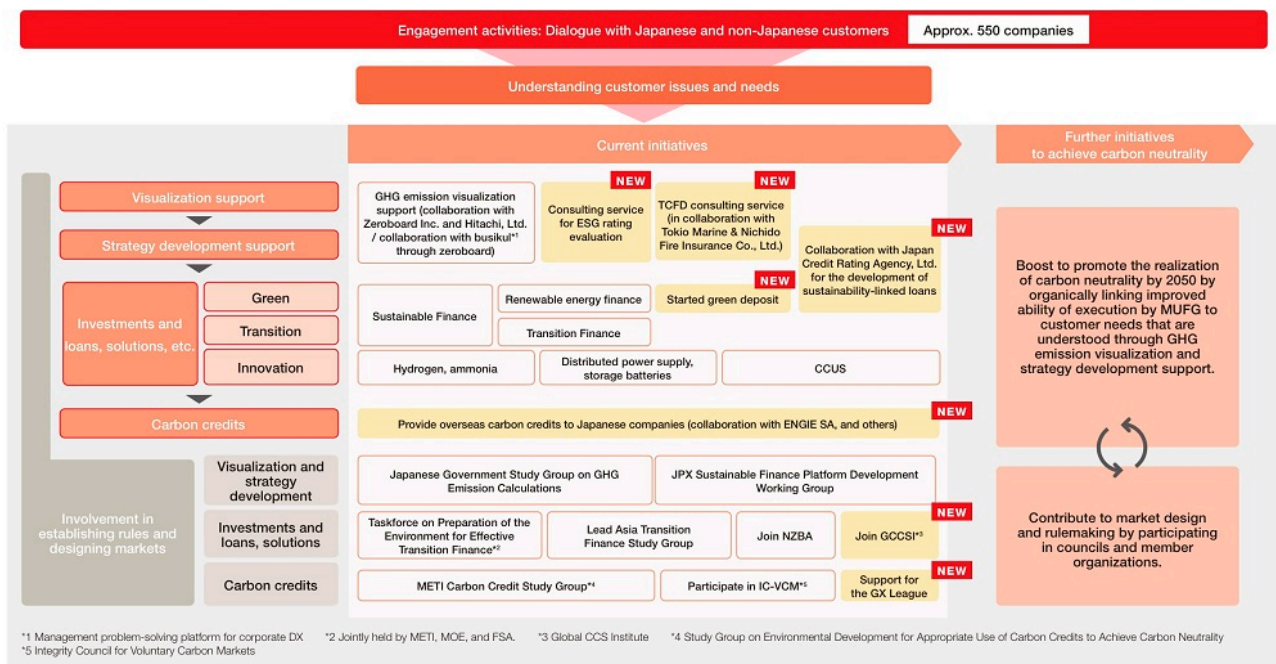 Engagement activities: Dialogue with Japanese and non-Japanese customers
Approx. 550 companies
Understanding customer issues and needs
Current initiatives
Further initiatives
to achieve carbon neutrality
Visualization support
Strategy development support
Investments and
loans, solutions, etc.
Green
Transition
Innovation
Carbon credits
GHG emission visualization
support (collaboration with
Zeroboard Inc. and Hitachi, Ltd.
/ collaboration with busikul*1
through zeroboard)
NEW
Consulting service
for ESG rating
evaluation
NEW
TCFD consulting service
(in collaboration with
Tokio Marine & Nichido
Fire Insurance Co., Ltd.)
NEW
Collaboration with Japan
Credit Rating Agency, Ltd.
for the development of
sustainability-linked loans
Sustainable Finance
Renewable energy finance
Transition Finance
NEW
Started green deposit
Hydrogen, ammonia
Distributed power supply,
storage batteries
CCUS
NEW
Provide overseas carbon credits to Japanese companies (collaboration with ENGIE SA, and others)
Involvement in
establishing rules and
designing markets
Visualization and
strategy
development
Japanese Government Study Group on GHG
Emission Calculations
JPX Sustainable Finance Platform Development
Working Group
Investments and
loans, solutions
Taskforce on Preparation of the
Environment for Effective
Transition Finance*2
Lead Asia Transition
Finance Study Group
Join NZBA
NEW
Join GCCSI*3
Carbon credits
METI Carbon Credit Study Group*4
Participate in IC-VCM*5
NEW
Support for
the GX League
Boost to promote the realization
of carbon neutrality by 2050 by
organically linking improved
ability of execution by MUFG to
customer needs that are
understood through GHG
emission visualization and
strategy development support.
Contribute to market design
and rulemaking by participating
in councils and member
organizations.
*1 Management problem-solving platform for corporate DX
*2 Jointly held by METI, MOE, and FSA.
*3 Global CCS Institute
*4 Study Group on Environmental Development for Appropriate Use of Carbon Credits to Achieve Carbon Neutrality
*5 Integrity Council for Voluntary Carbon Markets